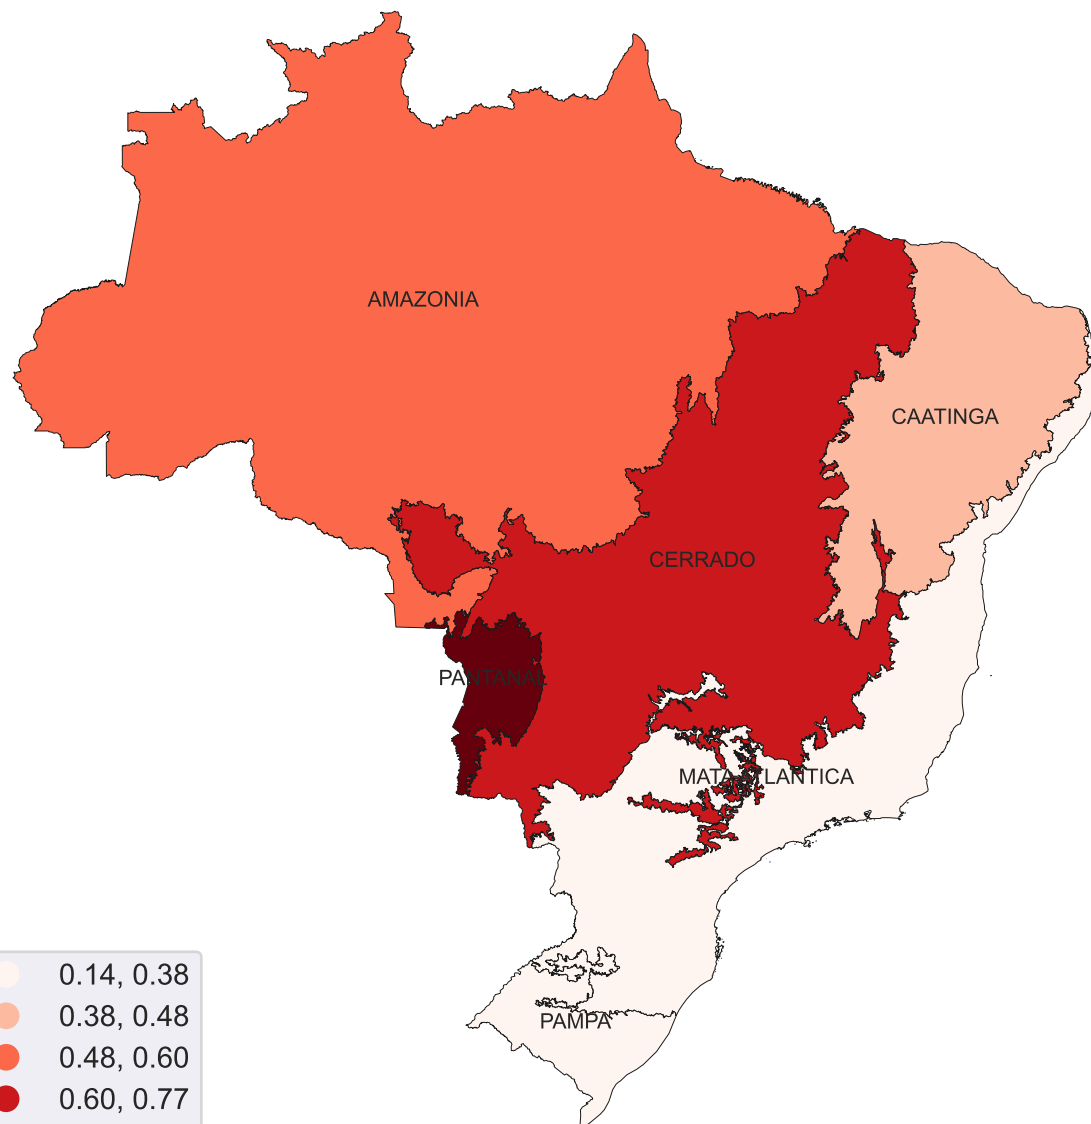 AMAZONIA
CAATINGA
CERRADO
PANTANAL
MATA ATLANTICA
0.14, 0.38
0.38, 0.48
0.48, 0.60
PAMPA
0.60, 0.77